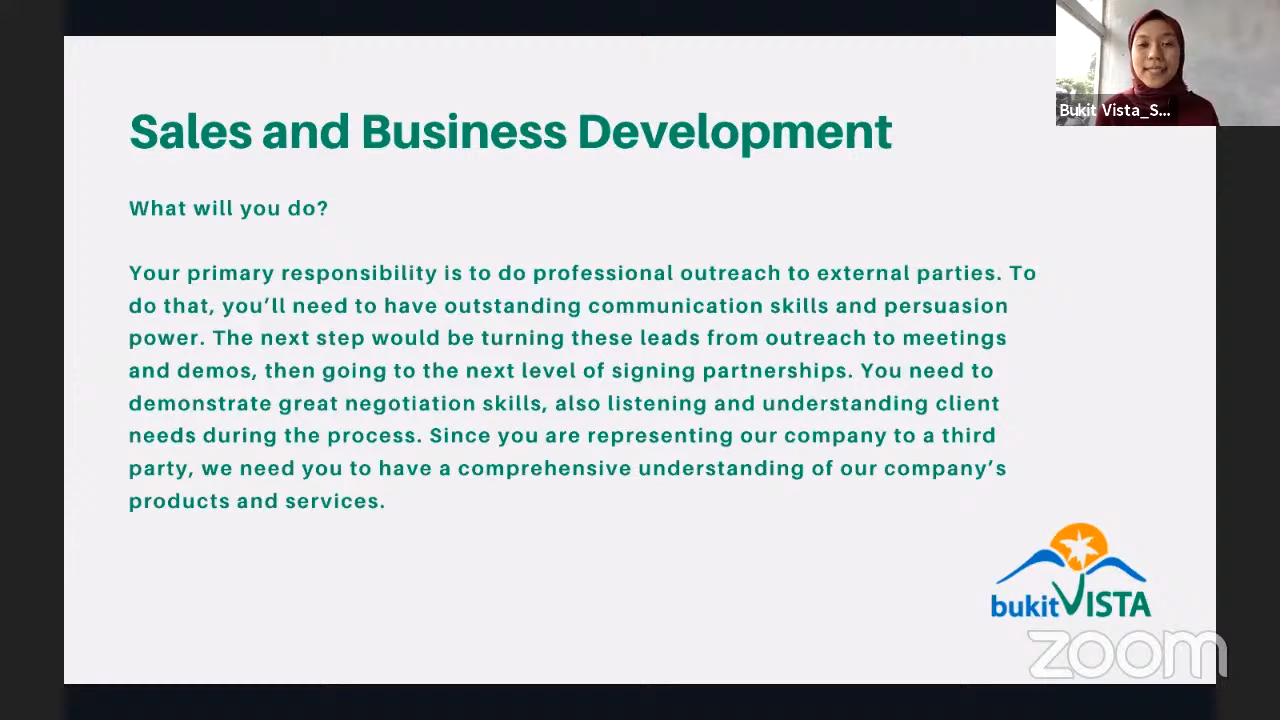 Bukit Vista_S...
Sales and Business Development
What will you do?
Your primary responsibility is to do professional outreach to external parties. To
do that, you’ll need to have outstanding communication skills and persuasion
power. The next step would be turning these leads from outreach to meetings
and demos, then going to the next level of signing partnerships. You need to
demonstrate great negotiation skills, also listening and understanding client
needs during the process. Since you are representing our company to a third
party, we need you to have a comprehensive understanding of our company’s
products and services.
bukit VISTA
zoom